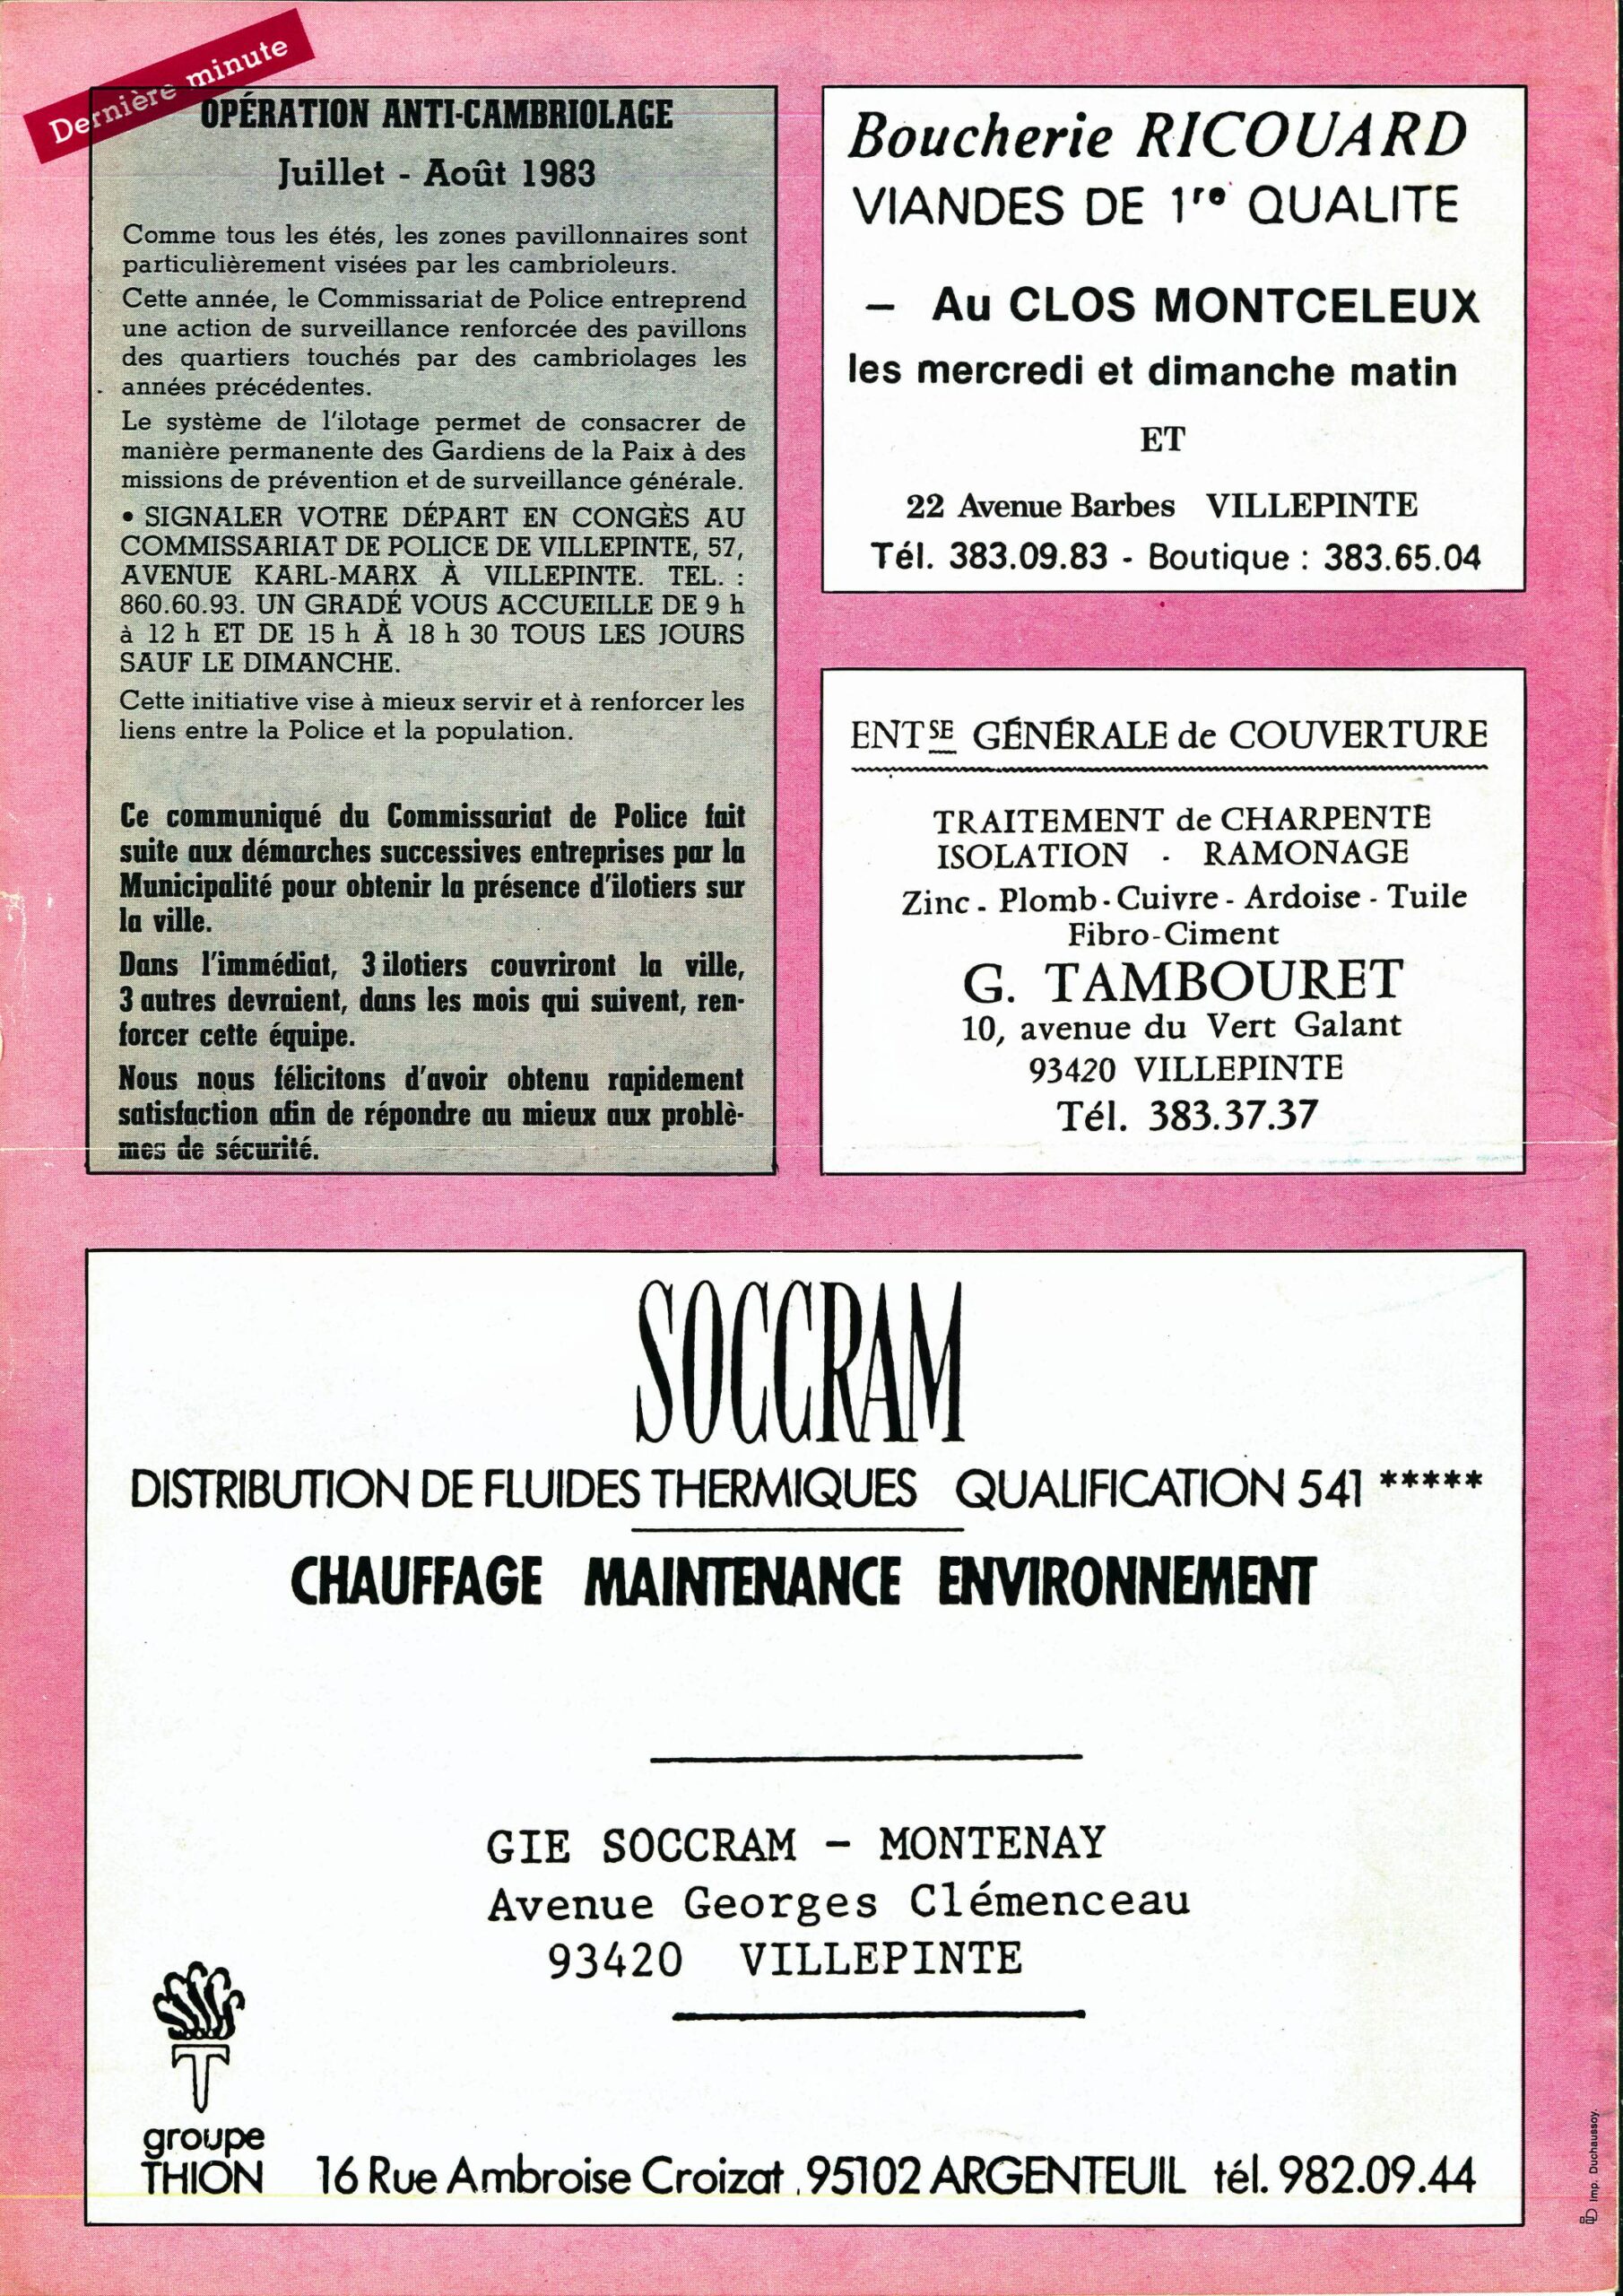 Dernière minute
OPÉRATION ANTI-CAMBRIOLAGE
Juillet - Août 1983
Comme tous les étés, les zones pavillonnaires sont
particulièrement visées par les cambrioleurs.
Cette année, le Commissariat de Police entreprend
une action de surveillance renforcée des pavillons
des quartiers touchés par des cambriolages les
années précédentes.
Le système de l'ilotage permet de consacrer de
manière permanente des Gardiens de la Paix à des
missions de prévention et de surveillance générale.
• SIGNALER VOTRE DÉPART EN CONGÈS AU
COMMISSARIAT DE POLICE DE VILLEPINTE, 57,
AVENUE KARL-MARX À VILLEPINTE. TEL. :
860.60.93. UN GRADÉ VOUS ACCUEILLE DE 9 h
à 12 h ET DE 15 h À 18 h 30 TOUS LES JOURS
SAUF LE DIMANCHE.
Cette initiative vise à mieux servir et à renforcer les
liens entre la Police et la population.
Ce communiqué du Commissariat de Police fait
suite aux démarches successives entreprises par la
Municipalité pour obtenir la présence d'ilotiers sur
la ville.
Dans l'immédiat, 3 ilotiers couvriront la ville,
3 autres devraient, dans les mois qui suivent, ren-
forcer cette équipe.
Nous nous félicitons d'avoir obtenu rapidement
satisfaction afin de répondre au mieux aux problè-
mes de sécurité.
Boucherie RICOUARD
VIANDES DE 1re QUALITE
– Au CLOS MONTCELEUX
les mercredi et dimanche matin
ET
22 Avenue Barbes VILLEPINTE
Tél. 383.09.83 - Boutique : 383.65.04
ENTSE GÉNÉRALE de COUVERTURE
TRAITEMENT de CHARPENTE
ISOLATION - RAMONAGE
Zinc - Plomb - Cuivre - Ardoise - Tuile
Fibro-Ciment
G. TAMBOURET
10, avenue du Vert Galant
93420 VILLEPINTE
Tél. 383.37.37
SOCCRAM
DISTRIBUTION DE FLUIDES THERMIQUES QUALIFICATION 541 *****
CHAUFFAGE MAINTENANCE ENVIRONNEMENT
GIE SOCCRAM – MONTENAY
Avenue Georges Clémenceau
93420 VILLEPINTE
T
groupe
THION
16 Rue Ambroise Croizat . 95102 ARGENTEUIL tél. 982.09.44
Imp. Duchaussoy.